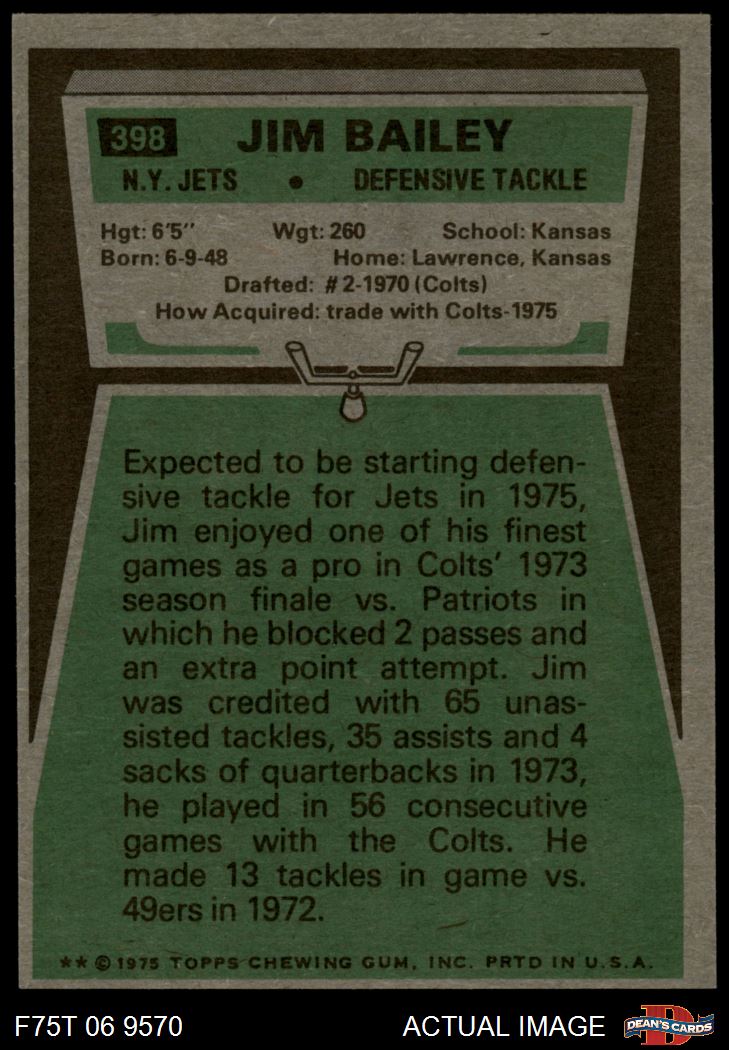 398 JIM BAILEY
N.Y. JETS • DEFENSIVE TACKLE
Hgt: 6'5" Wgt: 260 School: Kansas
Born: 6-9-48 Home: Lawrence, Kansas
Drafted: #2-1970 (Colts)
How Acquired: trade with Colts-1975
Expected to be starting defen-
sive tackle for Jets in 1975,
Jim enjoyed one of his finest
games as a pro in Colts' 1973
season finale vs. Patriots in
which he blocked 2 passes and
an extra point attempt. Jim
was credited with 65 unas-
sisted tackles, 35 assists and 4
sacks of quarterbacks in 1973,
he played in 56 consecutive
games with the Colts. He
made 13 tackles in game vs.
49ers in 1972.
** © 1975 TOPPS CHEWING GUM, INC. PRTD IN U.S.A.
F75T 06 9570 ACTUAL IMAGE DEAN'S CARDS